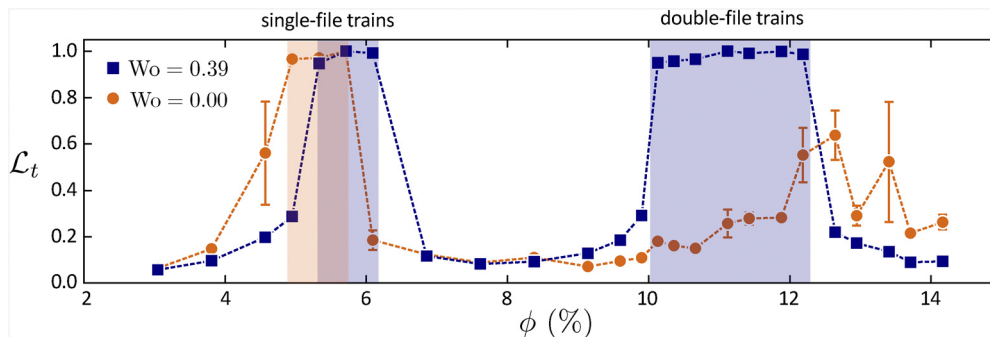 single-file trains double-file trains
1.0
0.8
0.6
0.4
0.2
0.0
ℒt
Wo = 0.39
Wo = 0.00
2 4 6 8 10 12 14
ϕ (%)